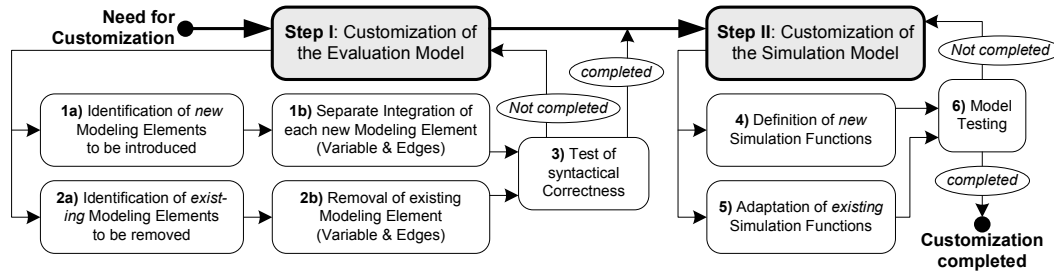 Need for
Customization
Step I: Customization of
the Evaluation Model
Step II: Customization of
the Simulation Model
completed
Not completed
Not completed
1a) Identification of new
Modeling Elements
to be introduced
1b) Separate Integration of
each new Modeling Element
(Variable & Edges)
2a) Identification of exist-
ing Modeling Elements
to be removed
2b) Removal of existing
Modeling Element
(Variable & Edges)
3) Test of
syntactical
Correctness
4) Definition of new
Simulation Functions
5) Adaptation of existing
Simulation Functions
6) Model
Testing
completed
Customization
completed